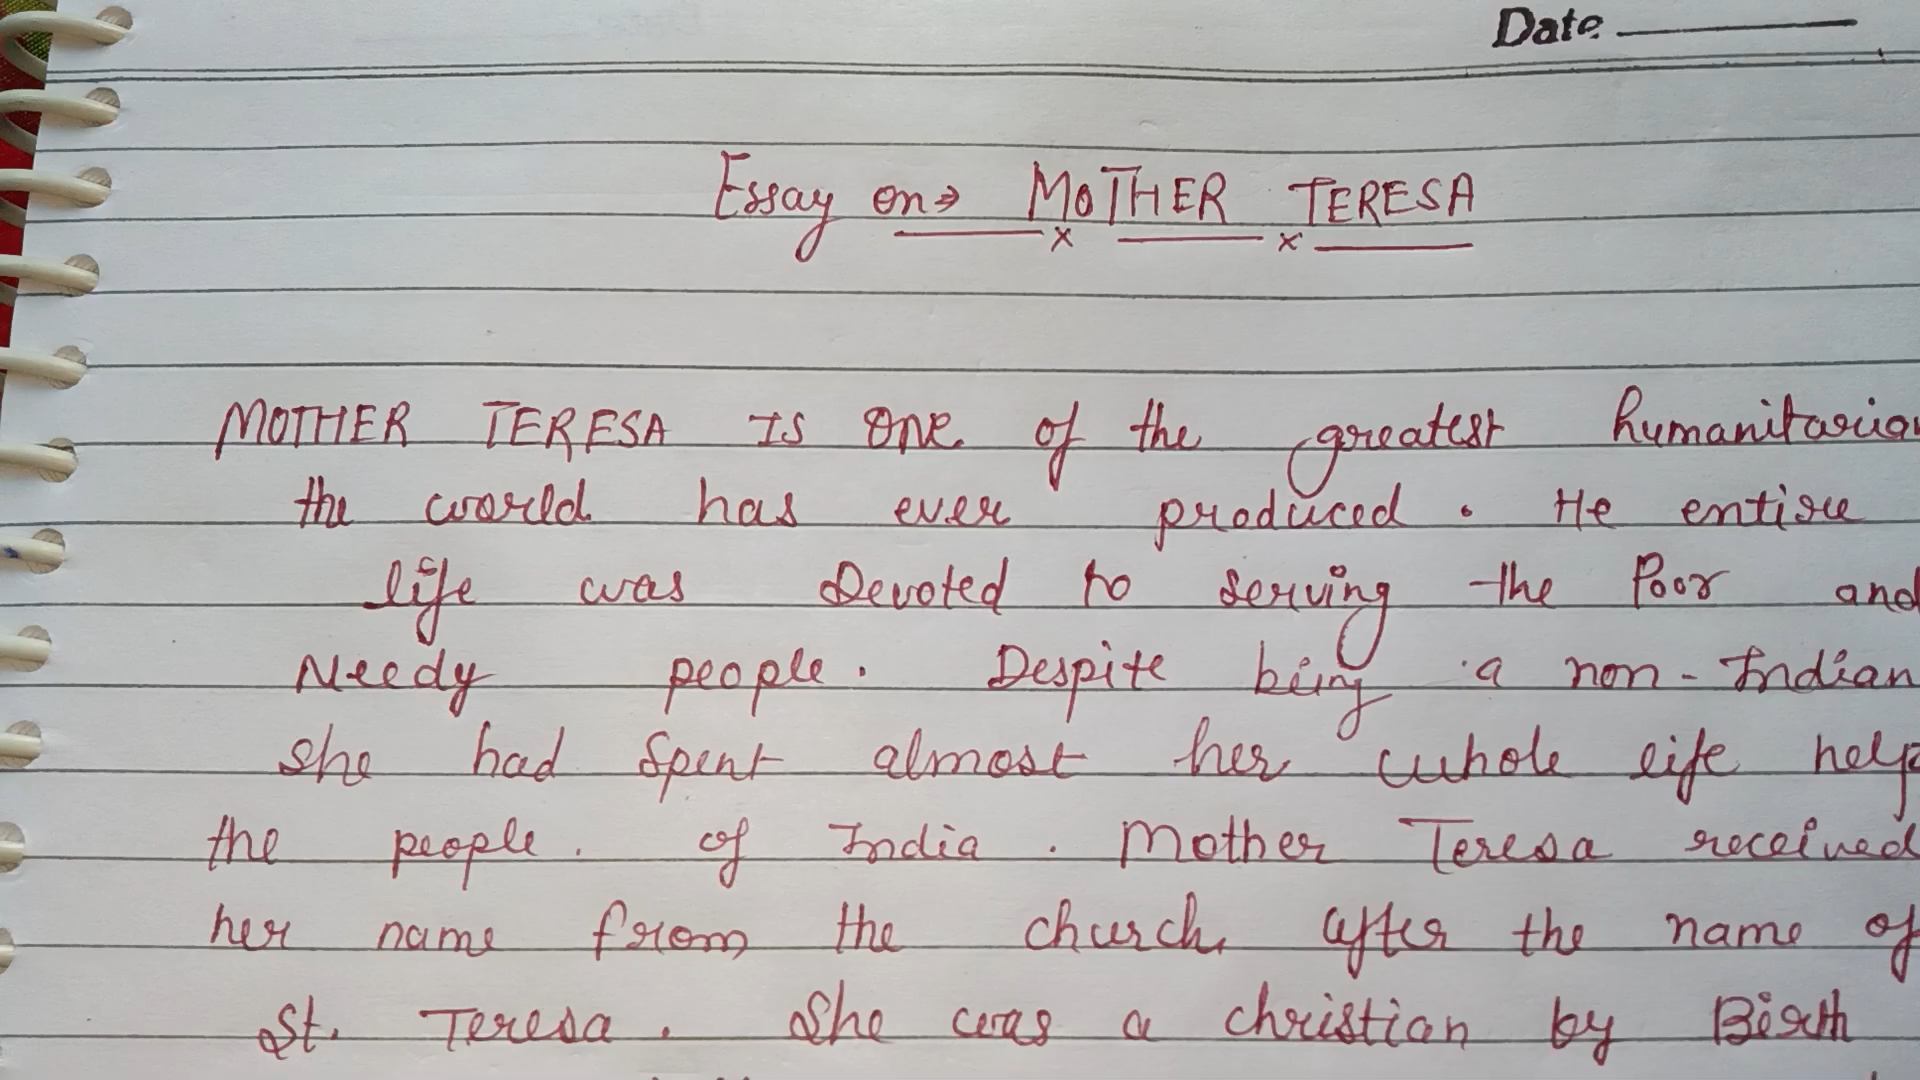 Date
Essay on⇒ MOTHER TERESA
MOTHER TERESA IS one of the greatest humanitarian
the world has ever produced. He entire
life was Devoted to serving the Poor and
Needy people. Despite being a non-Indian
she had spent almost her whole life help
the people. of India. Mother Teresa received
her name from the church after the name of
St. Teresa. She was a christian by Birth